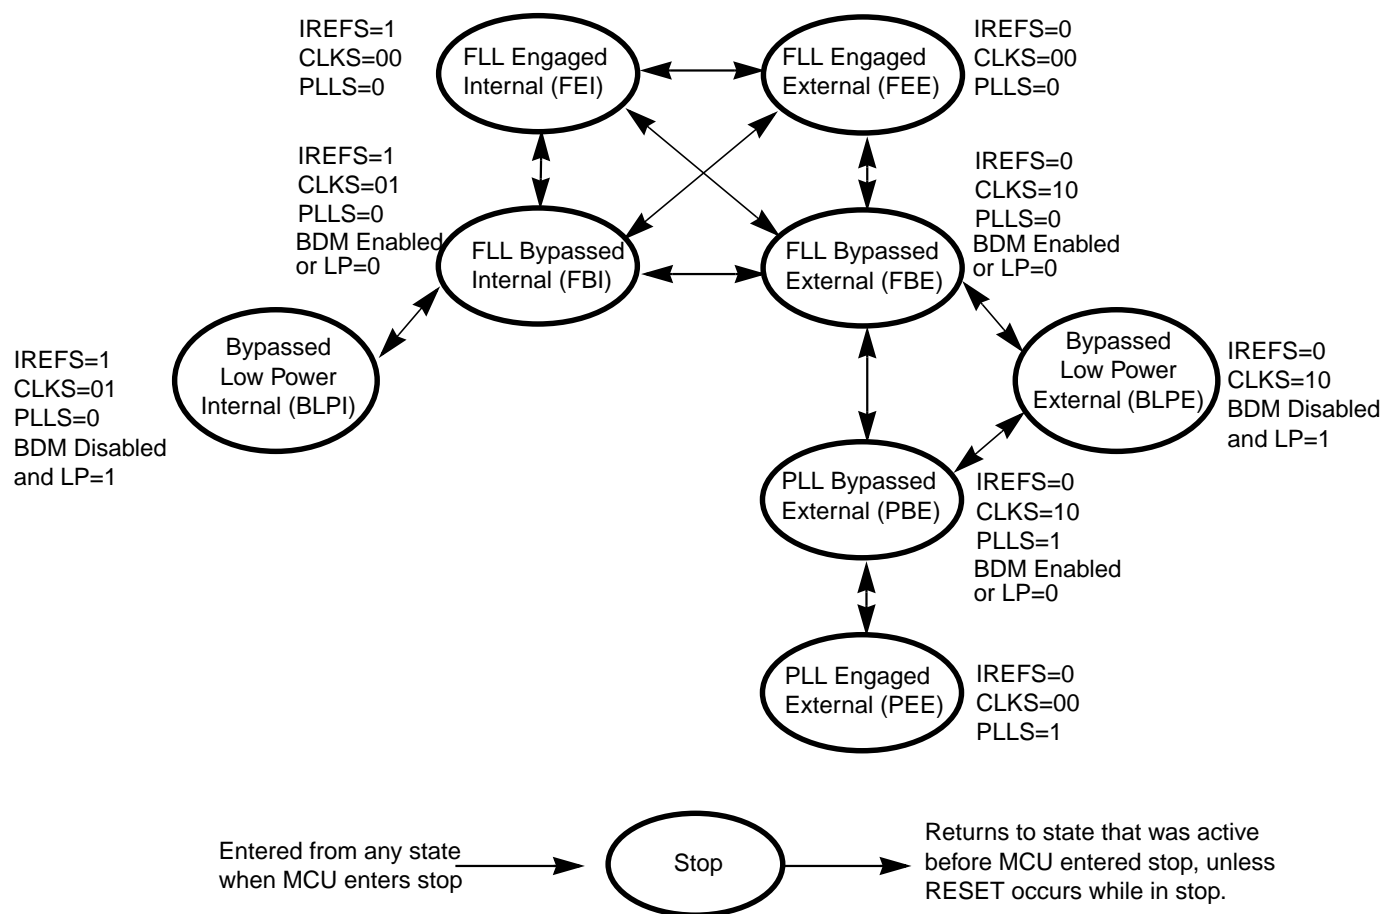 IREFS=1
CLKS=00
PLLS=0
FLL Engaged
Internal (FEI)
FLL Engaged
External (FEE)
IREFS=0
CLKS=00
PLLS=0
IREFS=1
CLKS=01
PLLS=0
BDM Enabled
or LP=0
FLL Bypassed
Internal (FBI)
FLL Bypassed
External (FBE)
IREFS=0
CLKS=10
PLLS=0
BDM Enabled
or LP=0
IREFS=1
CLKS=01
PLLS=0
BDM Disabled
and LP=1
Bypassed
Low Power
Internal (BLPI)
Bypassed
Low Power
External (BLPE)
IREFS=0
CLKS=10
BDM Disabled
and LP=1
PLL Bypassed
External (PBE)
IREFS=0
CLKS=10
PLLS=1
BDM Enabled
or LP=0
PLL Engaged
External (PEE)
IREFS=0
CLKS=00
PLLS=1
Entered from any state
when MCU enters stop
Stop
Returns to state that was active
before MCU entered stop, unless
RESET occurs while in stop.